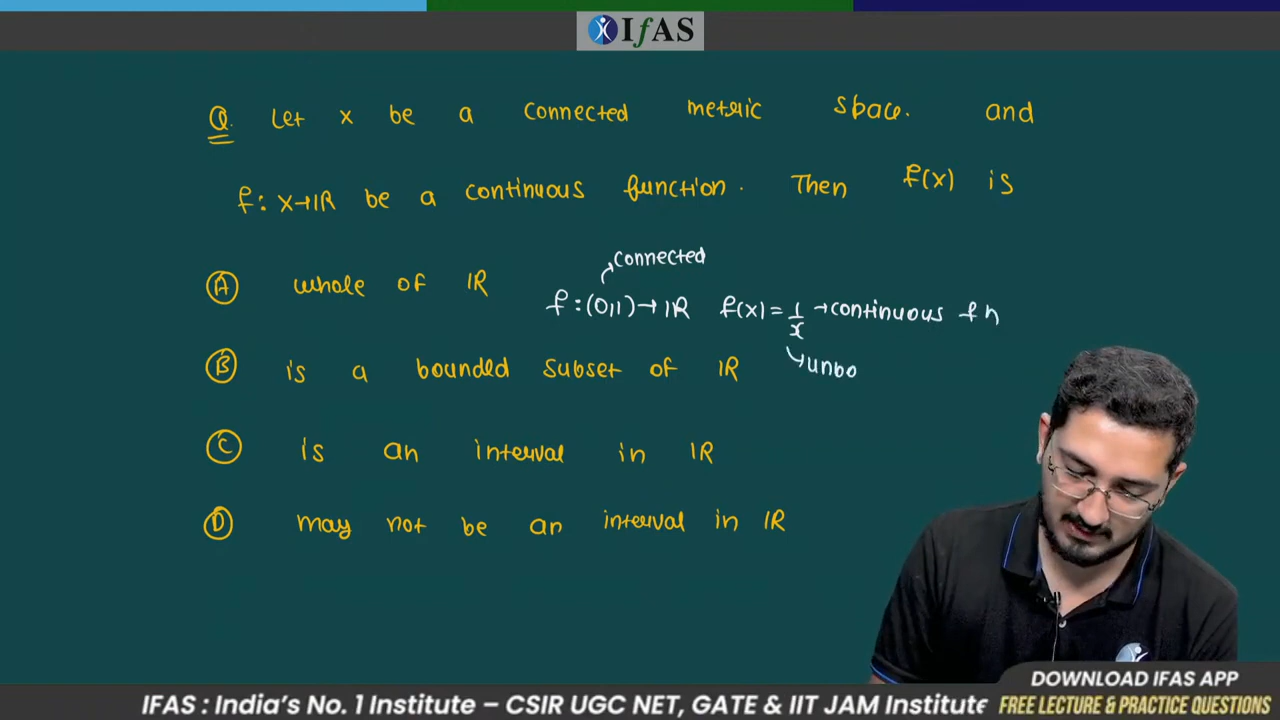 IfAS
Q. Let x be a connected metric space. and
f: X→IR be a continuous function. Then f(x) is
connected
(A) whole of IR f:(0,1)→IR f(x)=1/x →continuous fn
(B) is a bounded subset of IR unbo
(C) is an interval in IR
(D) may not be an interval in IR
DOWNLOAD IFAS APP
IFAS : India's No. 1 Institute – CSIR UGC NET, GATE & IIT JAM Institute FREE LECTURE & PRACTICE QUESTIONS